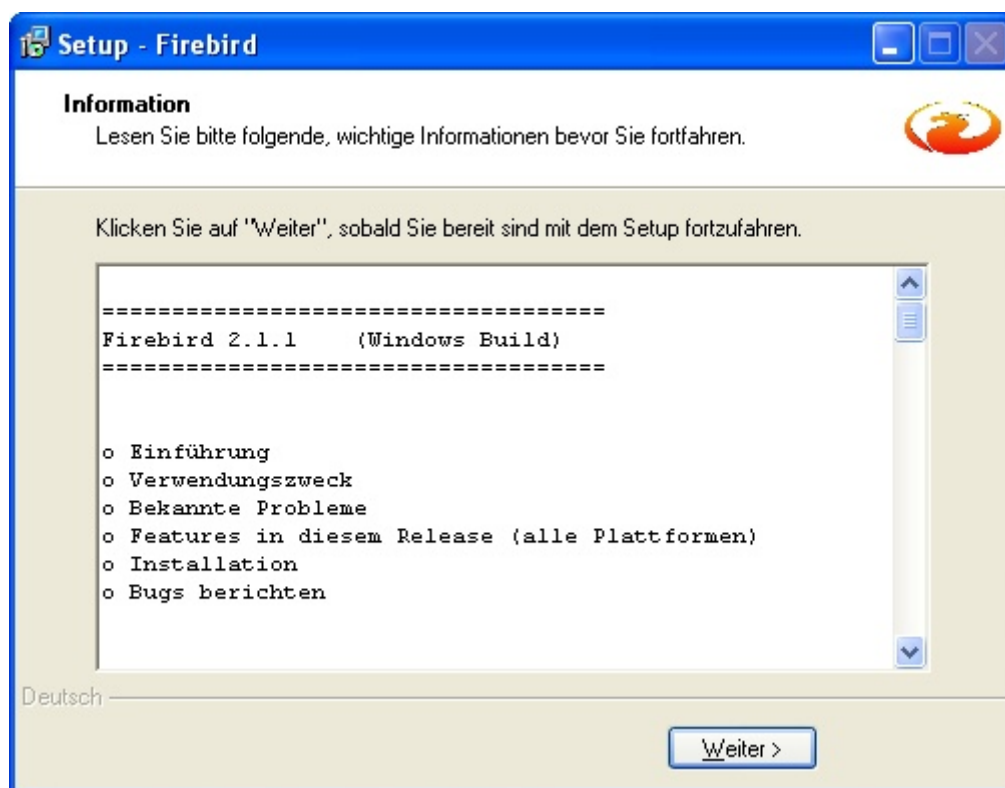 Setup - Firebird
Information
Lesen Sie bitte folgende, wichtige Informationen bevor Sie fortfahren.
Klicken Sie auf "Weiter", sobald Sie bereit sind mit dem Setup fortzufahren.
====================================
Firebird 2.1.1    (Windows Build)
====================================
o Einführung
o Verwendungszweck
o Bekannte Probleme
o Features in diesem Release (alle Plattformen)
o Installation
o Bugs berichten
Deutsch
Weiter >